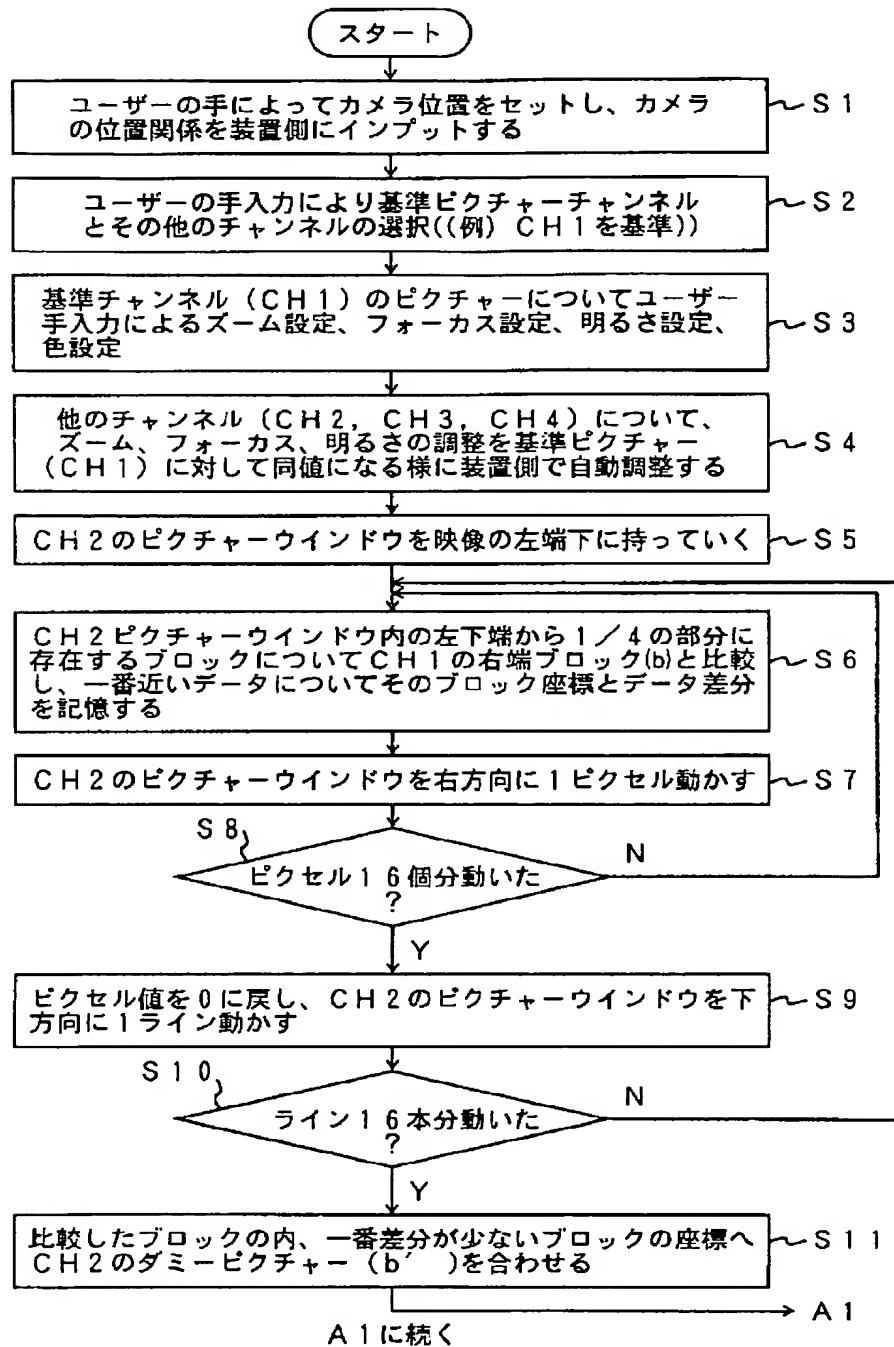 スタート
ユーザーの手によってカメラ位置をセットし、カメラ
の位置関係を装置側にインプットする
S1
ユーザーの手入力により基準ピクチャーチャンネル
とその他のチャンネルの選択((例) CH1を基準))
S2
基準チャンネル (CH1) のピクチャーについてユーザー
手入力によるズーム設定、フォーカス設定、明るさ設定、
色設定
S3
他のチャンネル (CH2, CH3, CH4) について、
ズーム、フォーカス、明るさの調整を基準ピクチャー
(CH1) に対して同値になる様に装置側で自動調整する
S4
CH2のピクチャーウインドウを映像の左端下に持っていく
S5
CH2ピクチャーウインドウ内の左下端から1/4の部分に
存在するブロックについてCH1の右端ブロック(b)と比較
し、一番近いデータについてそのブロック座標とデータ差分
を記憶する
S6
CH2のピクチャーウインドウを右方向に1ピクセル動かす
S7
S8
ピクセル16個分動いた
?
N
Y
ピクセル値を0に戻し、CH2のピクチャーウインドウを下
方向に1ライン動かす
S9
S10
ライン16本分動いた
?
N
Y
比較したブロックの内、一番差分が少ないブロックの座標へ
CH2のダミーピクチャー (b′ )を合わせる
S11
A1
A1に続く